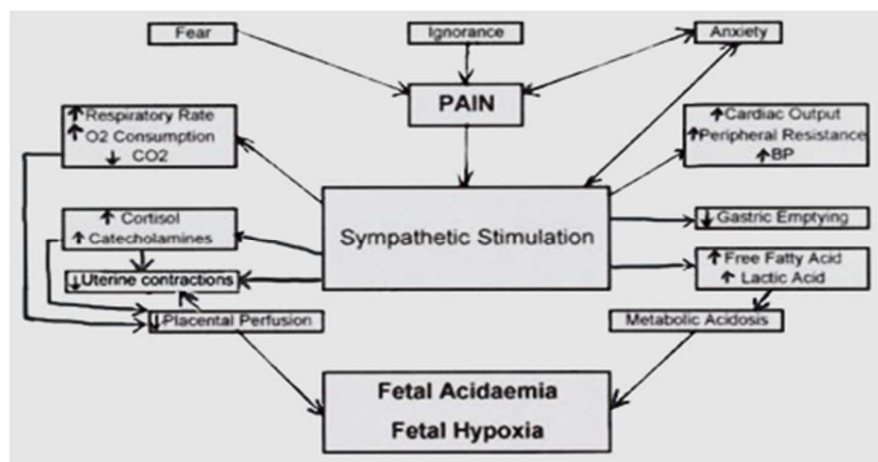 Fear
Ignorance
Anxiety
PAIN
↑Respiratory Rate
↑O2 Consumption
↓ CO2
↑Cardiac Output
↑Peripheral Resistance
↑BP
Sympathetic Stimulation
↑ Cortisol
↑ Catecholamines
↓Gastric Emptying
↑Free Fatty Acid
↑ Lactic Acid
↓Uterine contractions
↓Placental Perfusion
Metabolic Acidosis
Fetal Acidaemia
Fetal Hypoxia